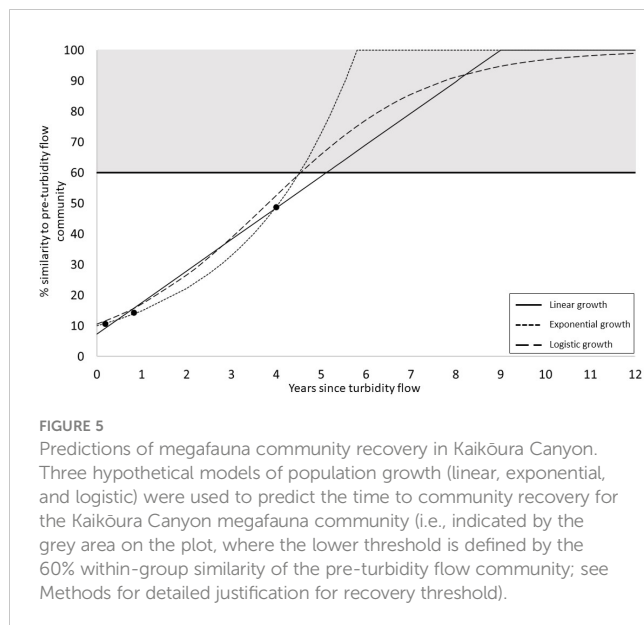 100
90
80
70
60
50
40
30
20
10
0
% similarity to pre-turbidity flow
community
0 1 2 3 4 5 6 7 8 9 10 11 12
Years since turbidity flow
Linear growth
Exponential growth
Logistic growth
FIGURE 5
Predictions of megafauna community recovery in Kaikōura Canyon.
Three hypothetical models of population growth (linear, exponential,
and logistic) were used to predict the time to community recovery for
the Kaikōura Canyon megafauna community (i.e., indicated by the
grey area on the plot, where the lower threshold is defined by the
60% within-group similarity of the pre-turbidity flow community; see
Methods for detailed justification for recovery threshold).